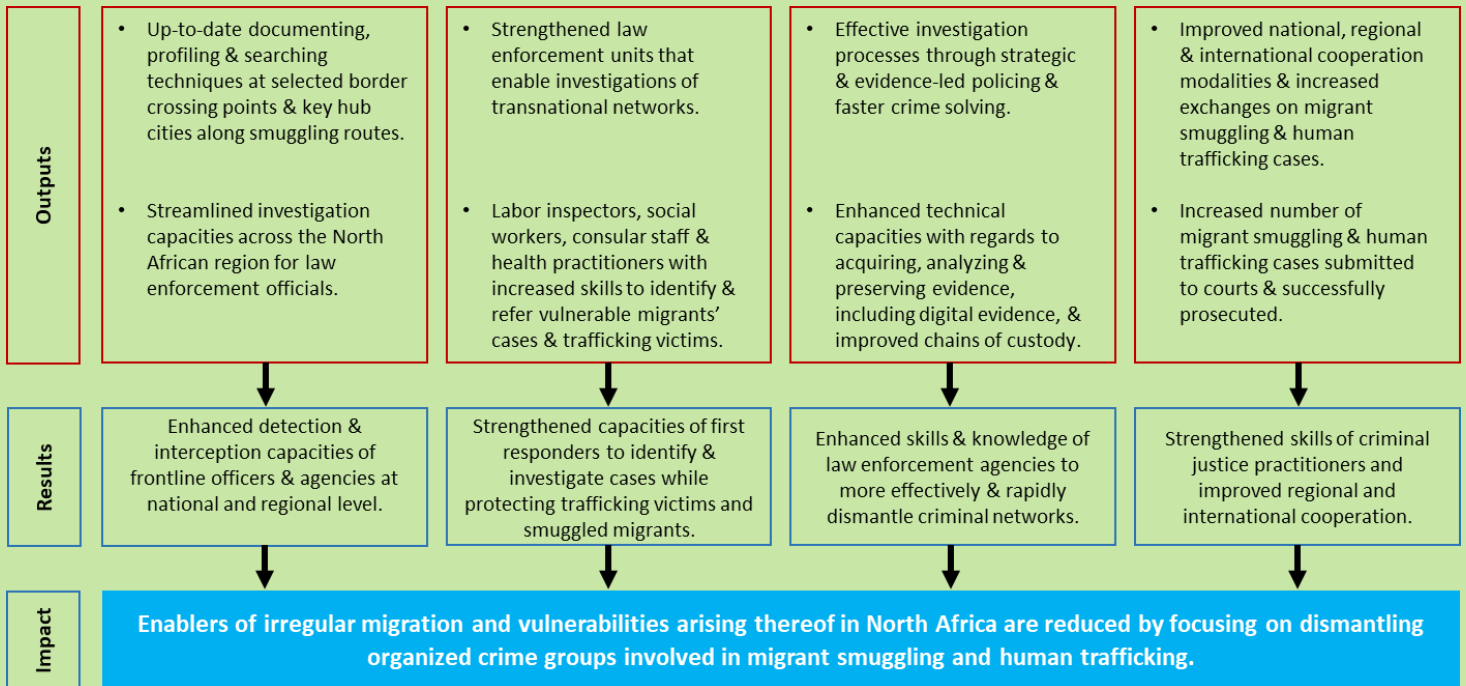 Outputs
• Up-to-date documenting,
profiling & searching
techniques at selected border
crossing points & key hub
cities along smuggling routes.
• Streamlined investigation
capacities across the North
African region for law
enforcement officials.
• Strengthened law
enforcement units that
enable investigations of
transnational networks.
• Labor inspectors, social
workers, consular staff &
health practitioners with
increased skills to identify &
refer vulnerable migrants’
cases & trafficking victims.
• Effective investigation
processes through strategic
& evidence-led policing &
faster crime solving.
• Enhanced technical
capacities with regards to
acquiring, analyzing &
preserving evidence,
including digital evidence, &
improved chains of custody.
• Improved national, regional
& international cooperation
modalities & increased
exchanges on migrant
smuggling & human
trafficking cases.
• Increased number of
migrant smuggling & human
trafficking cases submitted
to courts & successfully
prosecuted.
Results
Enhanced detection &
interception capacities of
frontline officers & agencies at
national and regional level.
Strengthened capacities of first
responders to identify &
investigate cases while
protecting trafficking victims and
smuggled migrants.
Enhanced skills & knowledge of
law enforcement agencies to
more effectively & rapidly
dismantle criminal networks.
Strengthened skills of criminal
justice practitioners and
improved regional and
international cooperation.
Impact
Enablers of irregular migration and vulnerabilities arising thereof in North Africa are reduced by focusing on dismantling
organized crime groups involved in migrant smuggling and human trafficking.